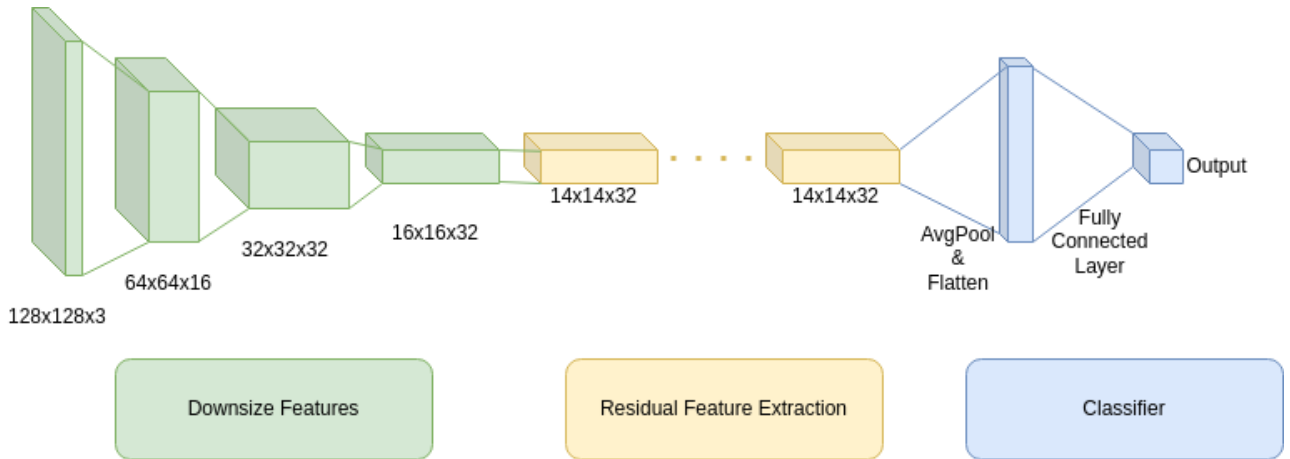 128x128x3
64x64x16
32x32x32
16x16x32
14x14x32
14x14x32
AvgPool
&
Flatten
Fully
Connected
Layer
Output
Downsize Features
Residual Feature Extraction
Classifier